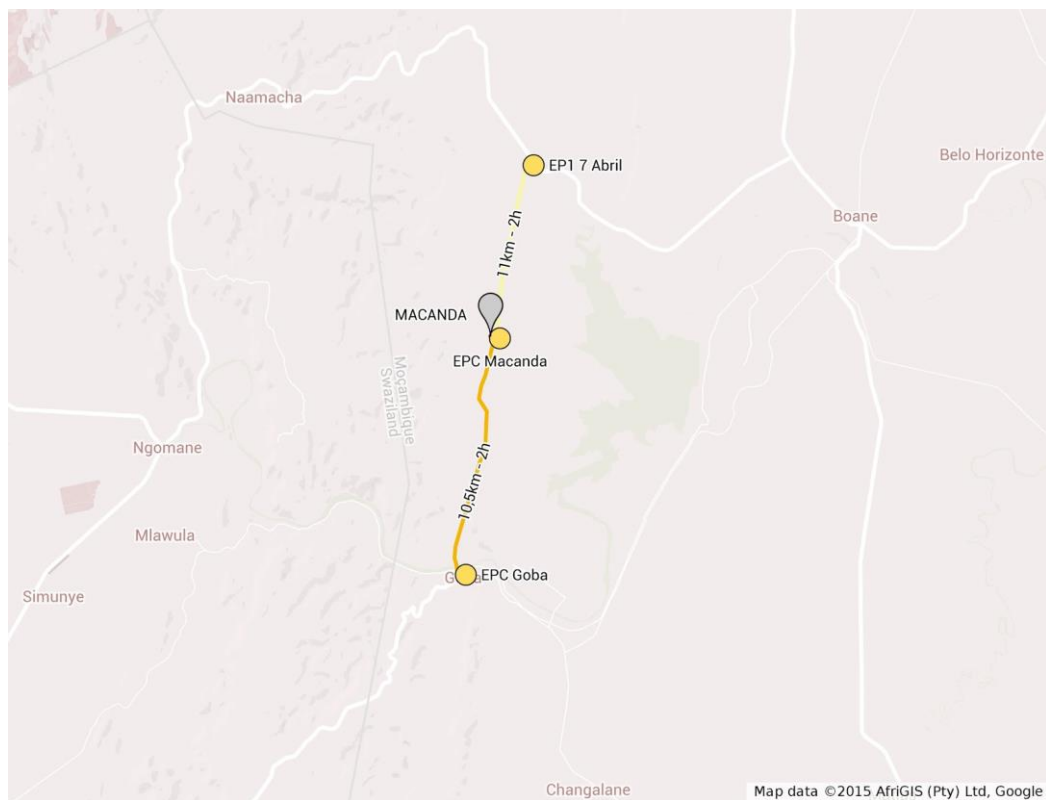 Naamacha
EP1 7 Abril
Belo Horizonte
Boane
11km - 2h
MACANDA
EPC Macanda
Moçambique
Swaziland
Ngomane
10,5km - 2h
Mlawula
EPC Goba
Simunye
Changalane
Map data ©2015 AfriGIS (Pty) Ltd, Google